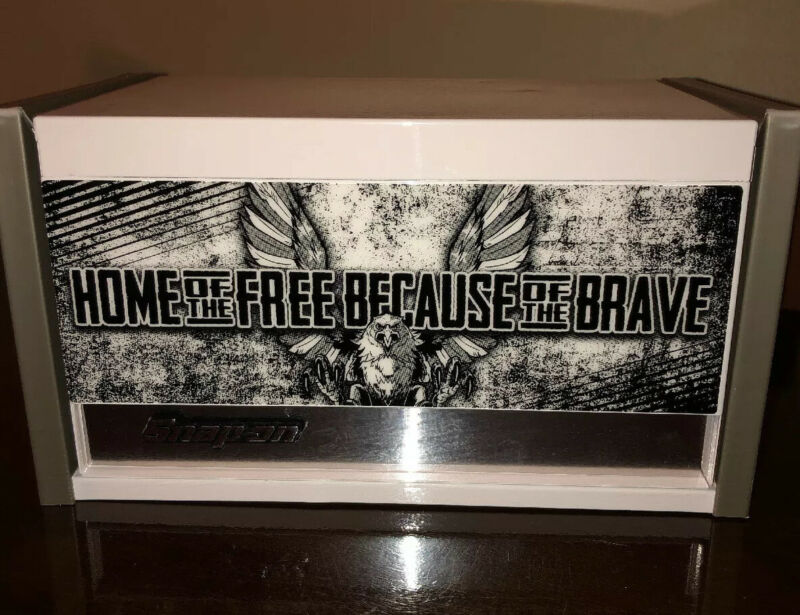 HOME OF THE FREE BECAUSE OF THE BRAVE
Snap-on